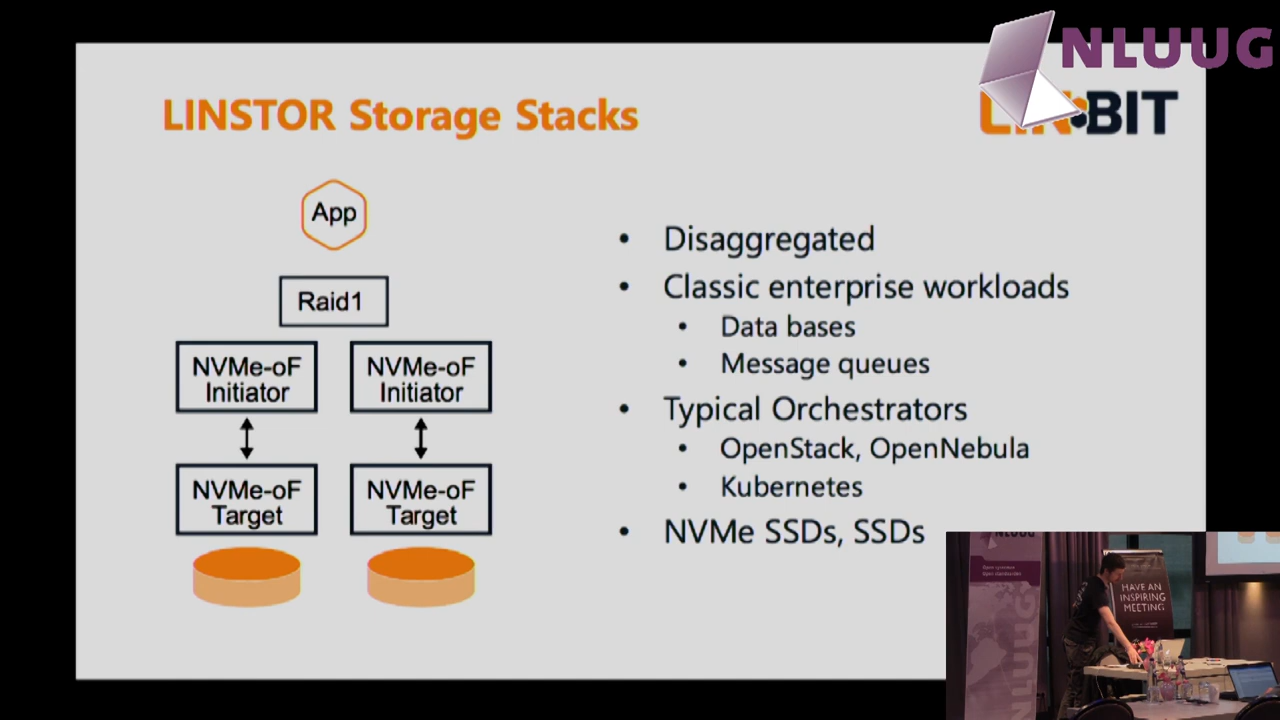 NLUUG
LINBIT
LINSTOR Storage Stacks
App
Raid1
NVMe-oF
Initiator
NVMe-oF
Initiator
NVMe-oF
Target
NVMe-oF
Target
• Disaggregated
• Classic enterprise workloads
• Data bases
• Message queues
• Typical Orchestrators
• OpenStack, OpenNebula
• Kubernetes
• NVMe SSDs, SSDs
NLUUG
HAVE AN
INSPIRING
MEETING
NLUUG